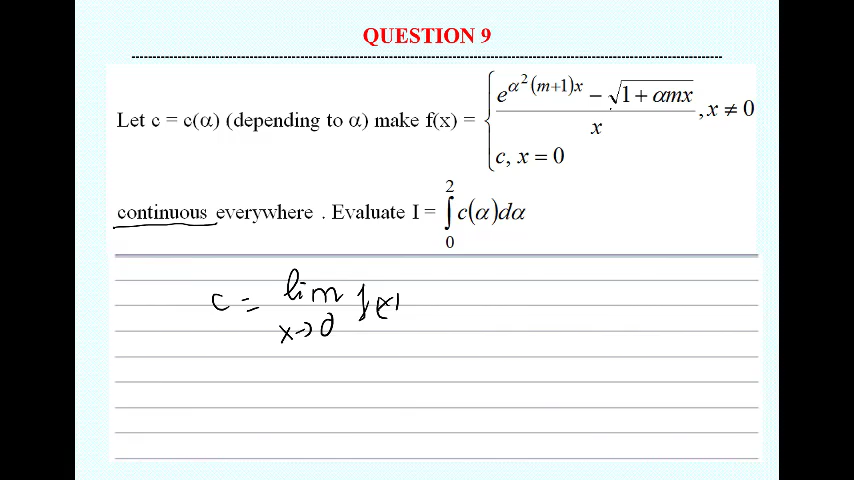 QUESTION 9
Let c = c(α) (depending to α) make f(x) = { e^{α²(m+1)x} − √(1 + αmx) / x , x ≠ 0
c, x = 0
continuous everywhere . Evaluate I = ∫₀² c(α)dα
c = lim f(x)
x→0